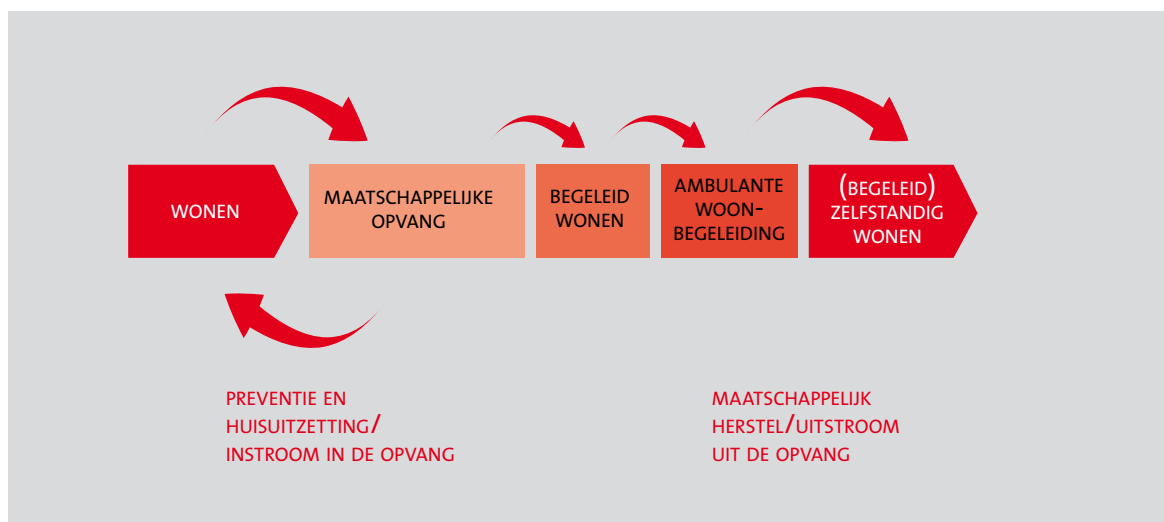 WONEN
MAATSCHAPPELIJKE
OPVANG
BEGELEID
WONEN
AMBULANTE
WOON-
BEGELEIDING
(BEGELEID)
ZELFSTANDIG
WONEN
PREVENTIE EN
HUISUITZETTING/
INSTROOM IN DE OPVANG
MAATSCHAPPELIJK
HERSTEL/UITSTROOM
UIT DE OPVANG